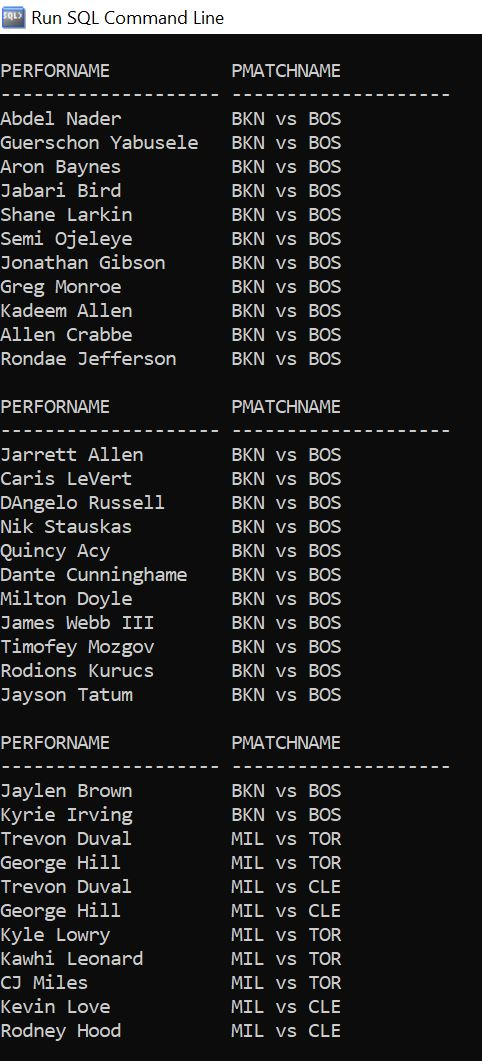 Run SQL Command Line
PERFORNAME PMATCHNAME
-------------------- --------------------
Abdel Nader BKN vs BOS
Guerschon Yabusele BKN vs BOS
Aron Baynes BKN vs BOS
Jabari Bird BKN vs BOS
Shane Larkin BKN vs BOS
Semi Ojeleye BKN vs BOS
Jonathan Gibson BKN vs BOS
Greg Monroe BKN vs BOS
Kadeem Allen BKN vs BOS
Allen Crabbe BKN vs BOS
Rondae Jefferson BKN vs BOS
PERFORNAME PMATCHNAME
-------------------- --------------------
Jarrett Allen BKN vs BOS
Caris LeVert BKN vs BOS
DAngelo Russell BKN vs BOS
Nik Stauskas BKN vs BOS
Quincy Acy BKN vs BOS
Dante Cunninghame BKN vs BOS
Milton Doyle BKN vs BOS
James Webb III BKN vs BOS
Timofey Mozgov BKN vs BOS
Rodions Kurucs BKN vs BOS
Jayson Tatum BKN vs BOS
PERFORNAME PMATCHNAME
-------------------- --------------------
Jaylen Brown BKN vs BOS
Kyrie Irving BKN vs BOS
Trevon Duval MIL vs TOR
George Hill MIL vs TOR
Trevon Duval MIL vs CLE
George Hill MIL vs CLE
Kyle Lowry MIL vs TOR
Kawhi Leonard MIL vs TOR
CJ Miles MIL vs TOR
Kevin Love MIL vs CLE
Rodney Hood MIL vs CLE